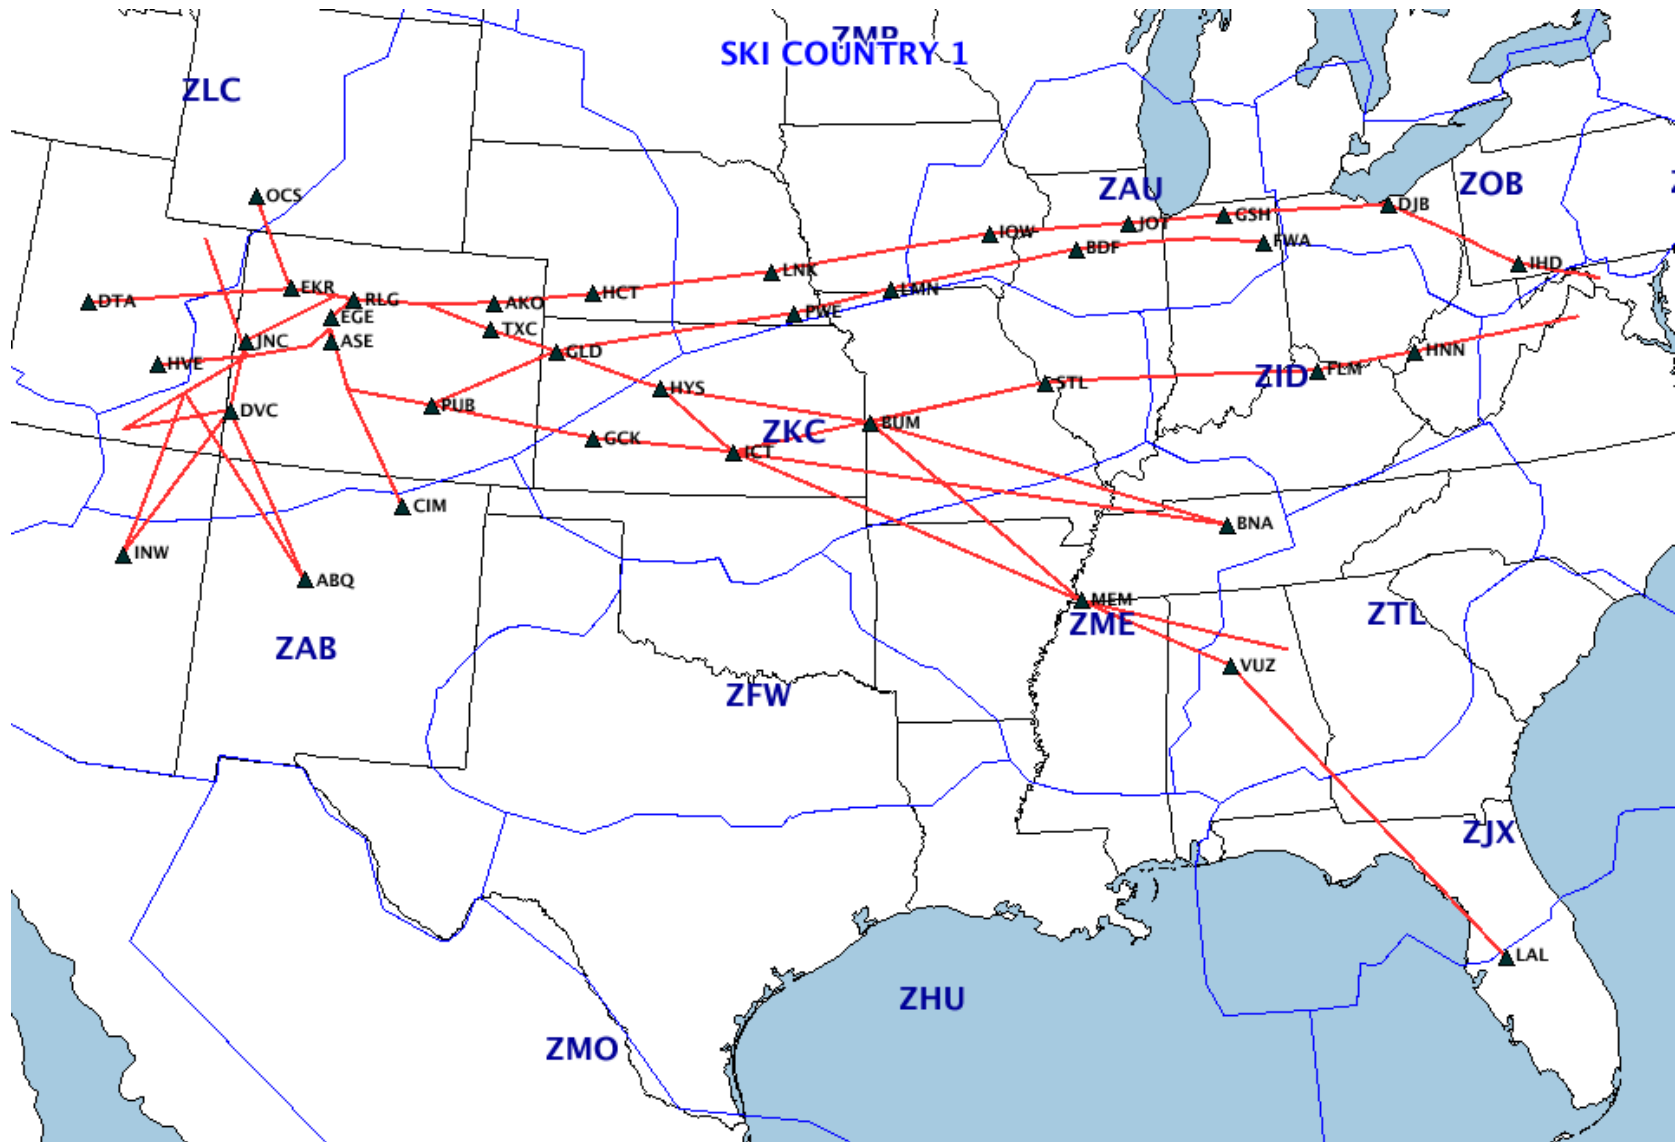 ZMP
SKI COUNTRY 1
ZLC
ZAU
ZOB
OCS
DJB
GSH
JOT
IOW
FWA
BDF
IHD
LNK
EKR
HCT
LMN
DTA
RLG
AKO
EGE
PWE
TXC
JNC
ASE
GLD
HNN
HVE
FLM
ZID
STL
HYS
PUB
DVC
BUM
ZKC
GCK
ICT
CIM
BNA
INW
ABQ
MEM
ZTL
ZME
ZAB
VUZ
ZFW
ZJX
LAL
ZHU
ZMO